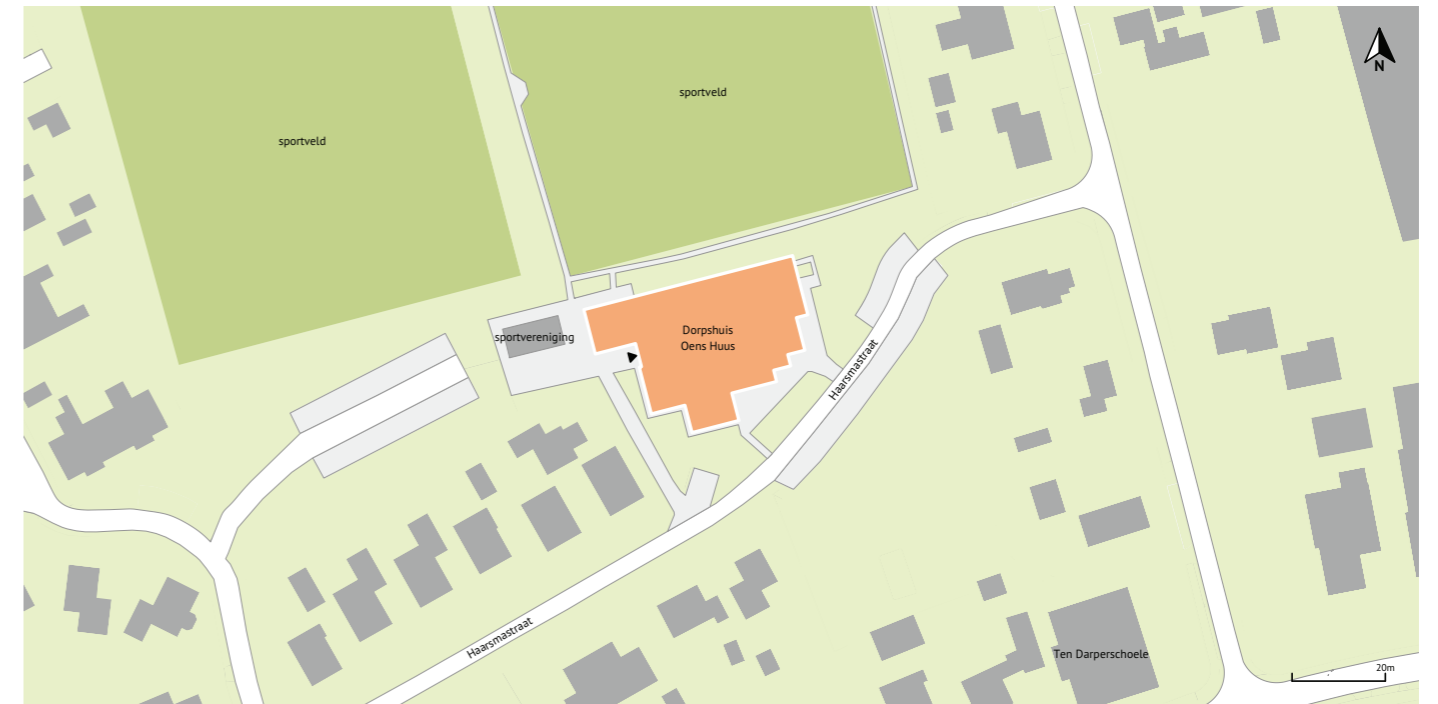 sportveld
N
sportveld
Dorpshuis
Oens Huus
sportvereniging
Haarsmastraat
Haarsmastraat
Ten Darperschoele
20m